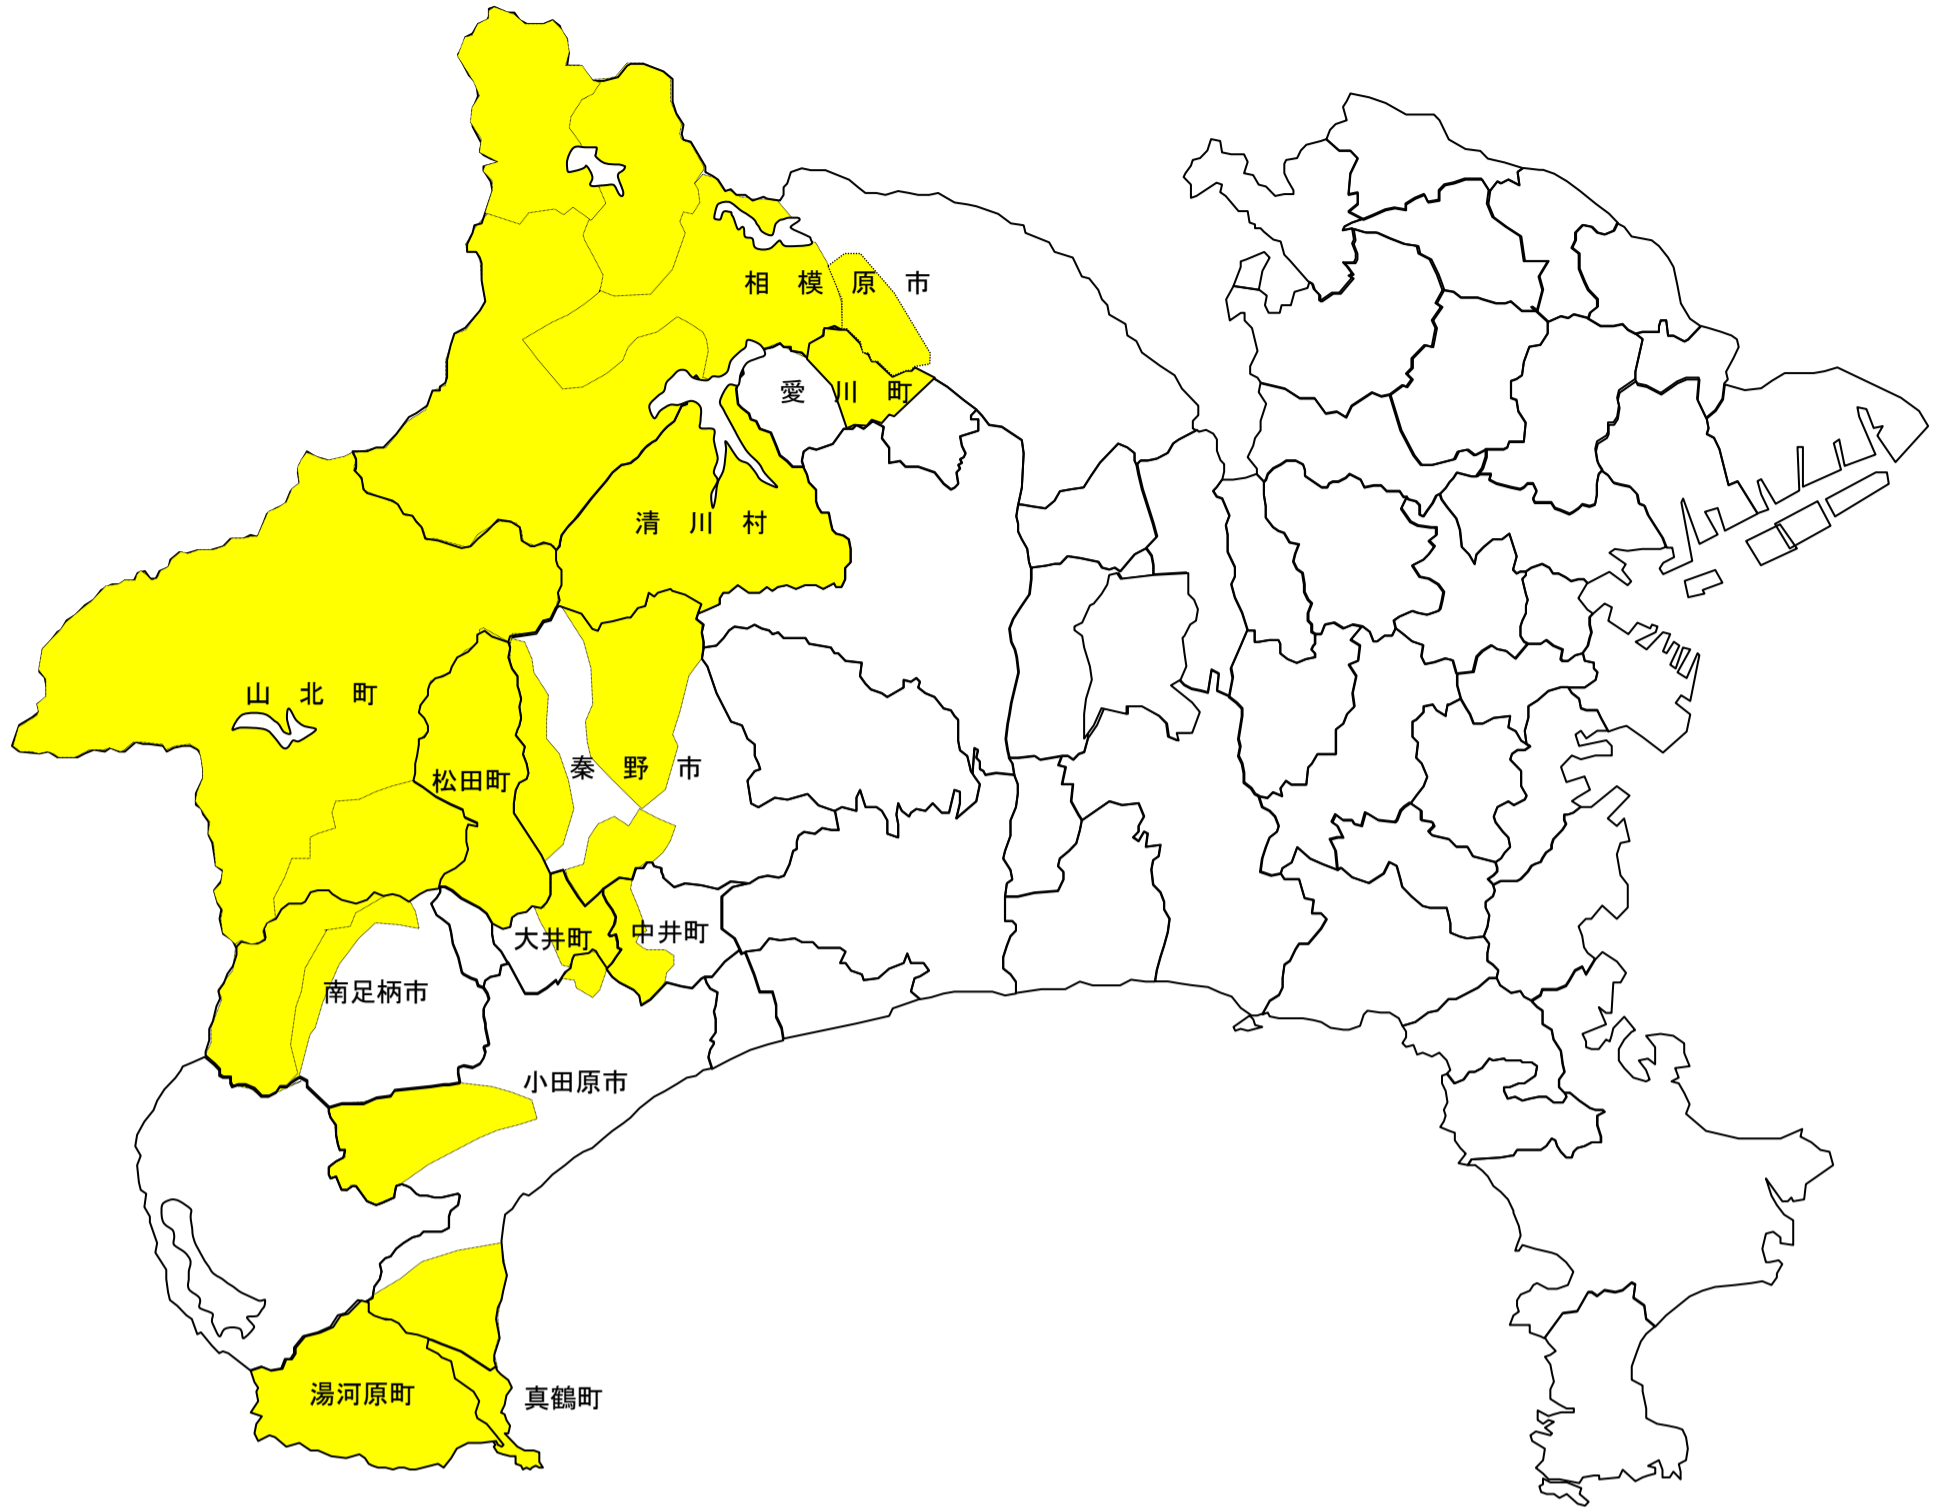 相模原市
愛川町
清川村
山北町
松田町
秦野市
大井町
中井町
南足柄市
小田原市
湯河原町
真鶴町